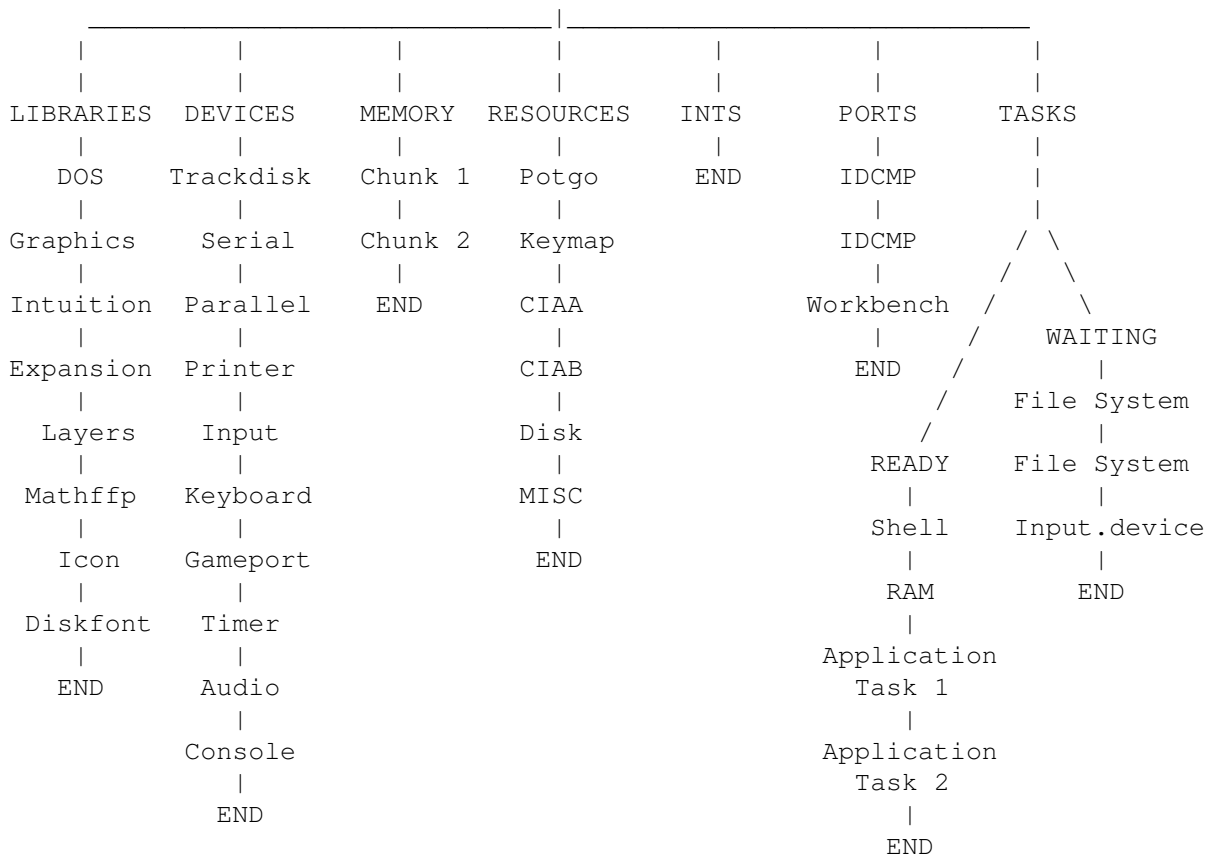 LIBRARIES DEVICES MEMORY RESOURCES INTS PORTS TASKS
DOS Trackdisk Chunk 1 Potgo END IDCMP
Graphics Serial Chunk 2 Keymap IDCMP
Intuition Parallel END CIAA Workbench
WAITING
Expansion Printer CIAB END
File System
Layers Input Disk
READY File System
Mathffp Keyboard MISC
Shell Input.device
Icon Gameport END
RAM END
Diskfont Timer
Application
END Audio Task 1
Console Application
Task 2
END
END